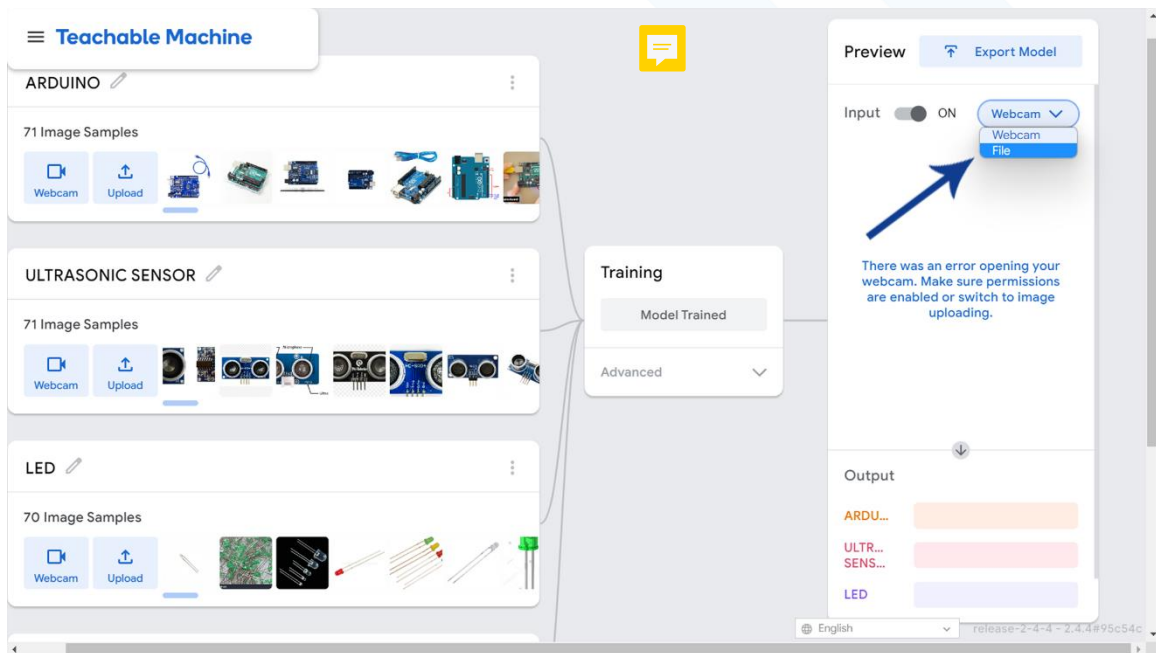 Teachable Machine
ARDUINO
71 Image Samples
Webcam
Upload
ULTRASONIC SENSOR
71 Image Samples
Webcam
Upload
LED
70 Image Samples
Webcam
Upload
Training
Model Trained
Advanced
Preview
Export Model
Input
ON
Webcam
Webcam
File
There was an error opening your
webcam. Make sure permissions
are enabled or switch to image
uploading.
Output
ARDU...
ULTR...
SENS...
LED
English
release-2-4-4 - 2.4.4#95c54c